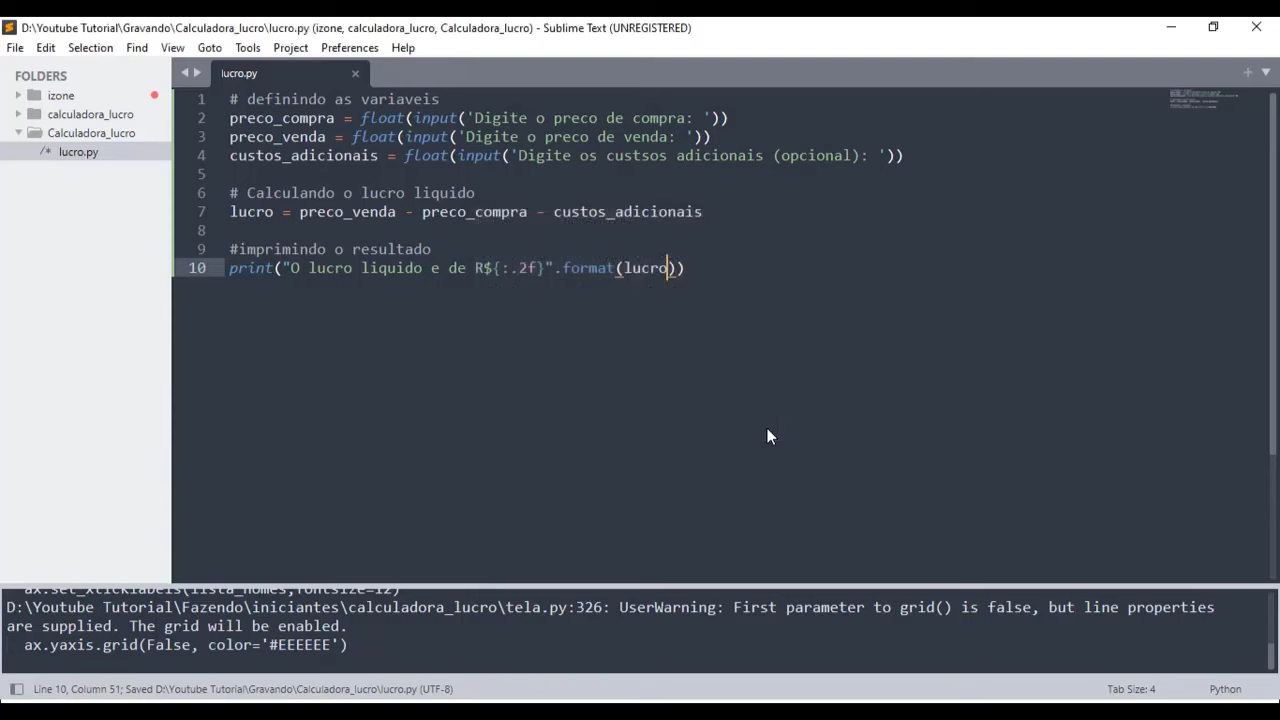 D:\Youtube Tutorial\Gravando\Calculadora_lucro\lucro.py (izone, calculadora_lucro, Calculadora_lucro) - Sublime Text (UNREGISTERED)
File Edit Selection Find View Goto Tools Project Preferences Help
FOLDERS
izone
calculadora_lucro
Calculadora_lucro
/* lucro.py
lucro.py
1 # definindo as variaveis
2 preco_compra = float(input('Digite o preco de compra: '))
3 preco_venda = float(input('Digite o preco de venda: '))
4 custos_adicionais = float(input('Digite os custsos adicionais (opcional): '))
5
6 # Calculando o lucro liquido
7 lucro = preco_venda - preco_compra - custos_adicionais
8
9 #imprimindo o resultado
10 print("O lucro liquido e de R${:.2f}".format(lucro))
ax.set_xticklabels(lista_nomes,fontsize=12)
D:\Youtube Tutorial\Fazendo\iniciantes\calculadora_lucro\tela.py:326: UserWarning: First parameter to grid() is false, but line properties
are supplied. The grid will be enabled.
ax.yaxis.grid(False, color='#EEEEEE')
Line 10, Column 51; Saved D:\Youtube Tutorial\Gravando\Calculadora_lucro\lucro.py (UTF-8)
Tab Size: 4
Python